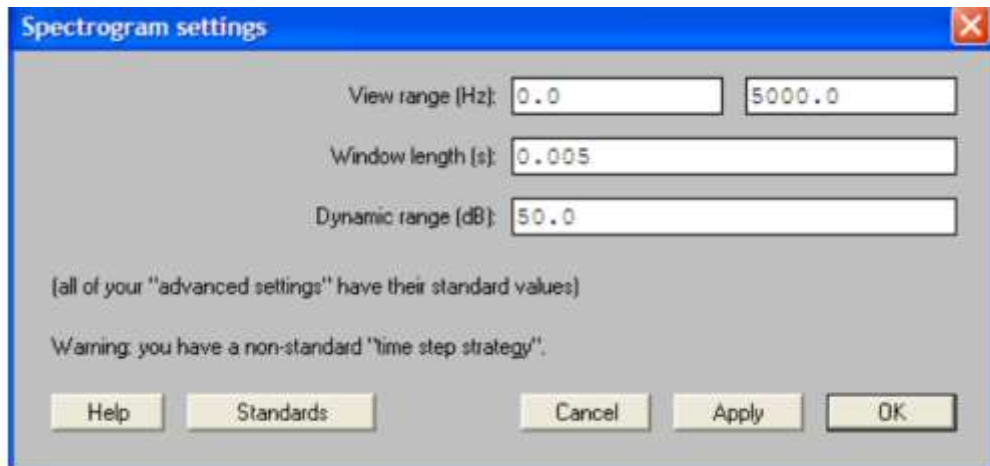 Spectrogram settings
View range (Hz): 0.0 5000.0
Window length (s): 0.005
Dynamic range (dB): 50.0
(all of your "advanced settings" have their standard values)
Warning: you have a non-standard "time step strategy".
Help Standards Cancel Apply OK